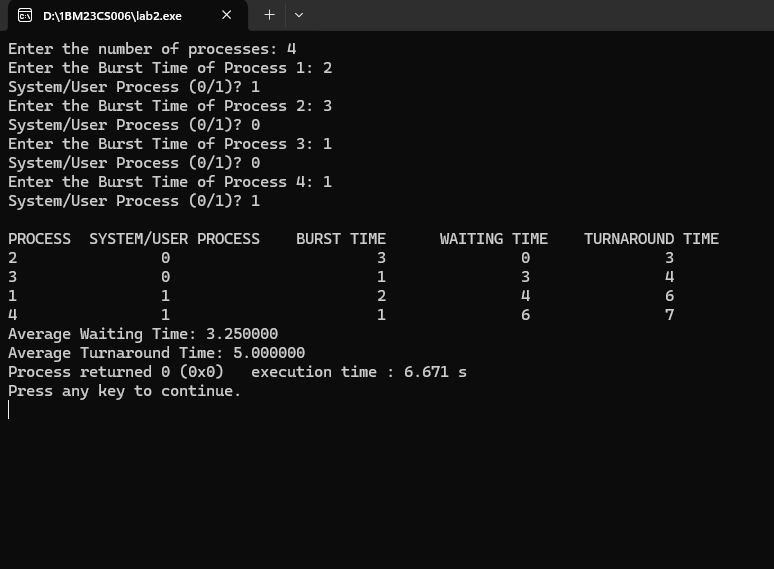 D:\1BM23CS006\lab2.exe
Enter the number of processes: 4
Enter the Burst Time of Process 1: 2
System/User Process (0/1)? 1
Enter the Burst Time of Process 2: 3
System/User Process (0/1)? 0
Enter the Burst Time of Process 3: 1
System/User Process (0/1)? 0
Enter the Burst Time of Process 4: 1
System/User Process (0/1)? 1
PROCESS  SYSTEM/USER PROCESS    BURST TIME      WAITING TIME    TURNAROUND TIME
2                0                       3               0               3
3                0                       1               3               4
1                1                       2               4               6
4                1                       1               6               7
Average Waiting Time: 3.250000
Average Turnaround Time: 5.000000
Process returned 0 (0x0)   execution time : 6.671 s
Press any key to continue.